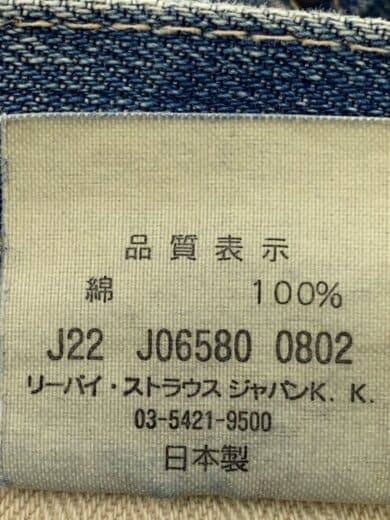 品質表示
綿 100%
J22 J06580 0802
リーバイ・ストラウス ジャパンK. K.
03-5421-9500
日本製